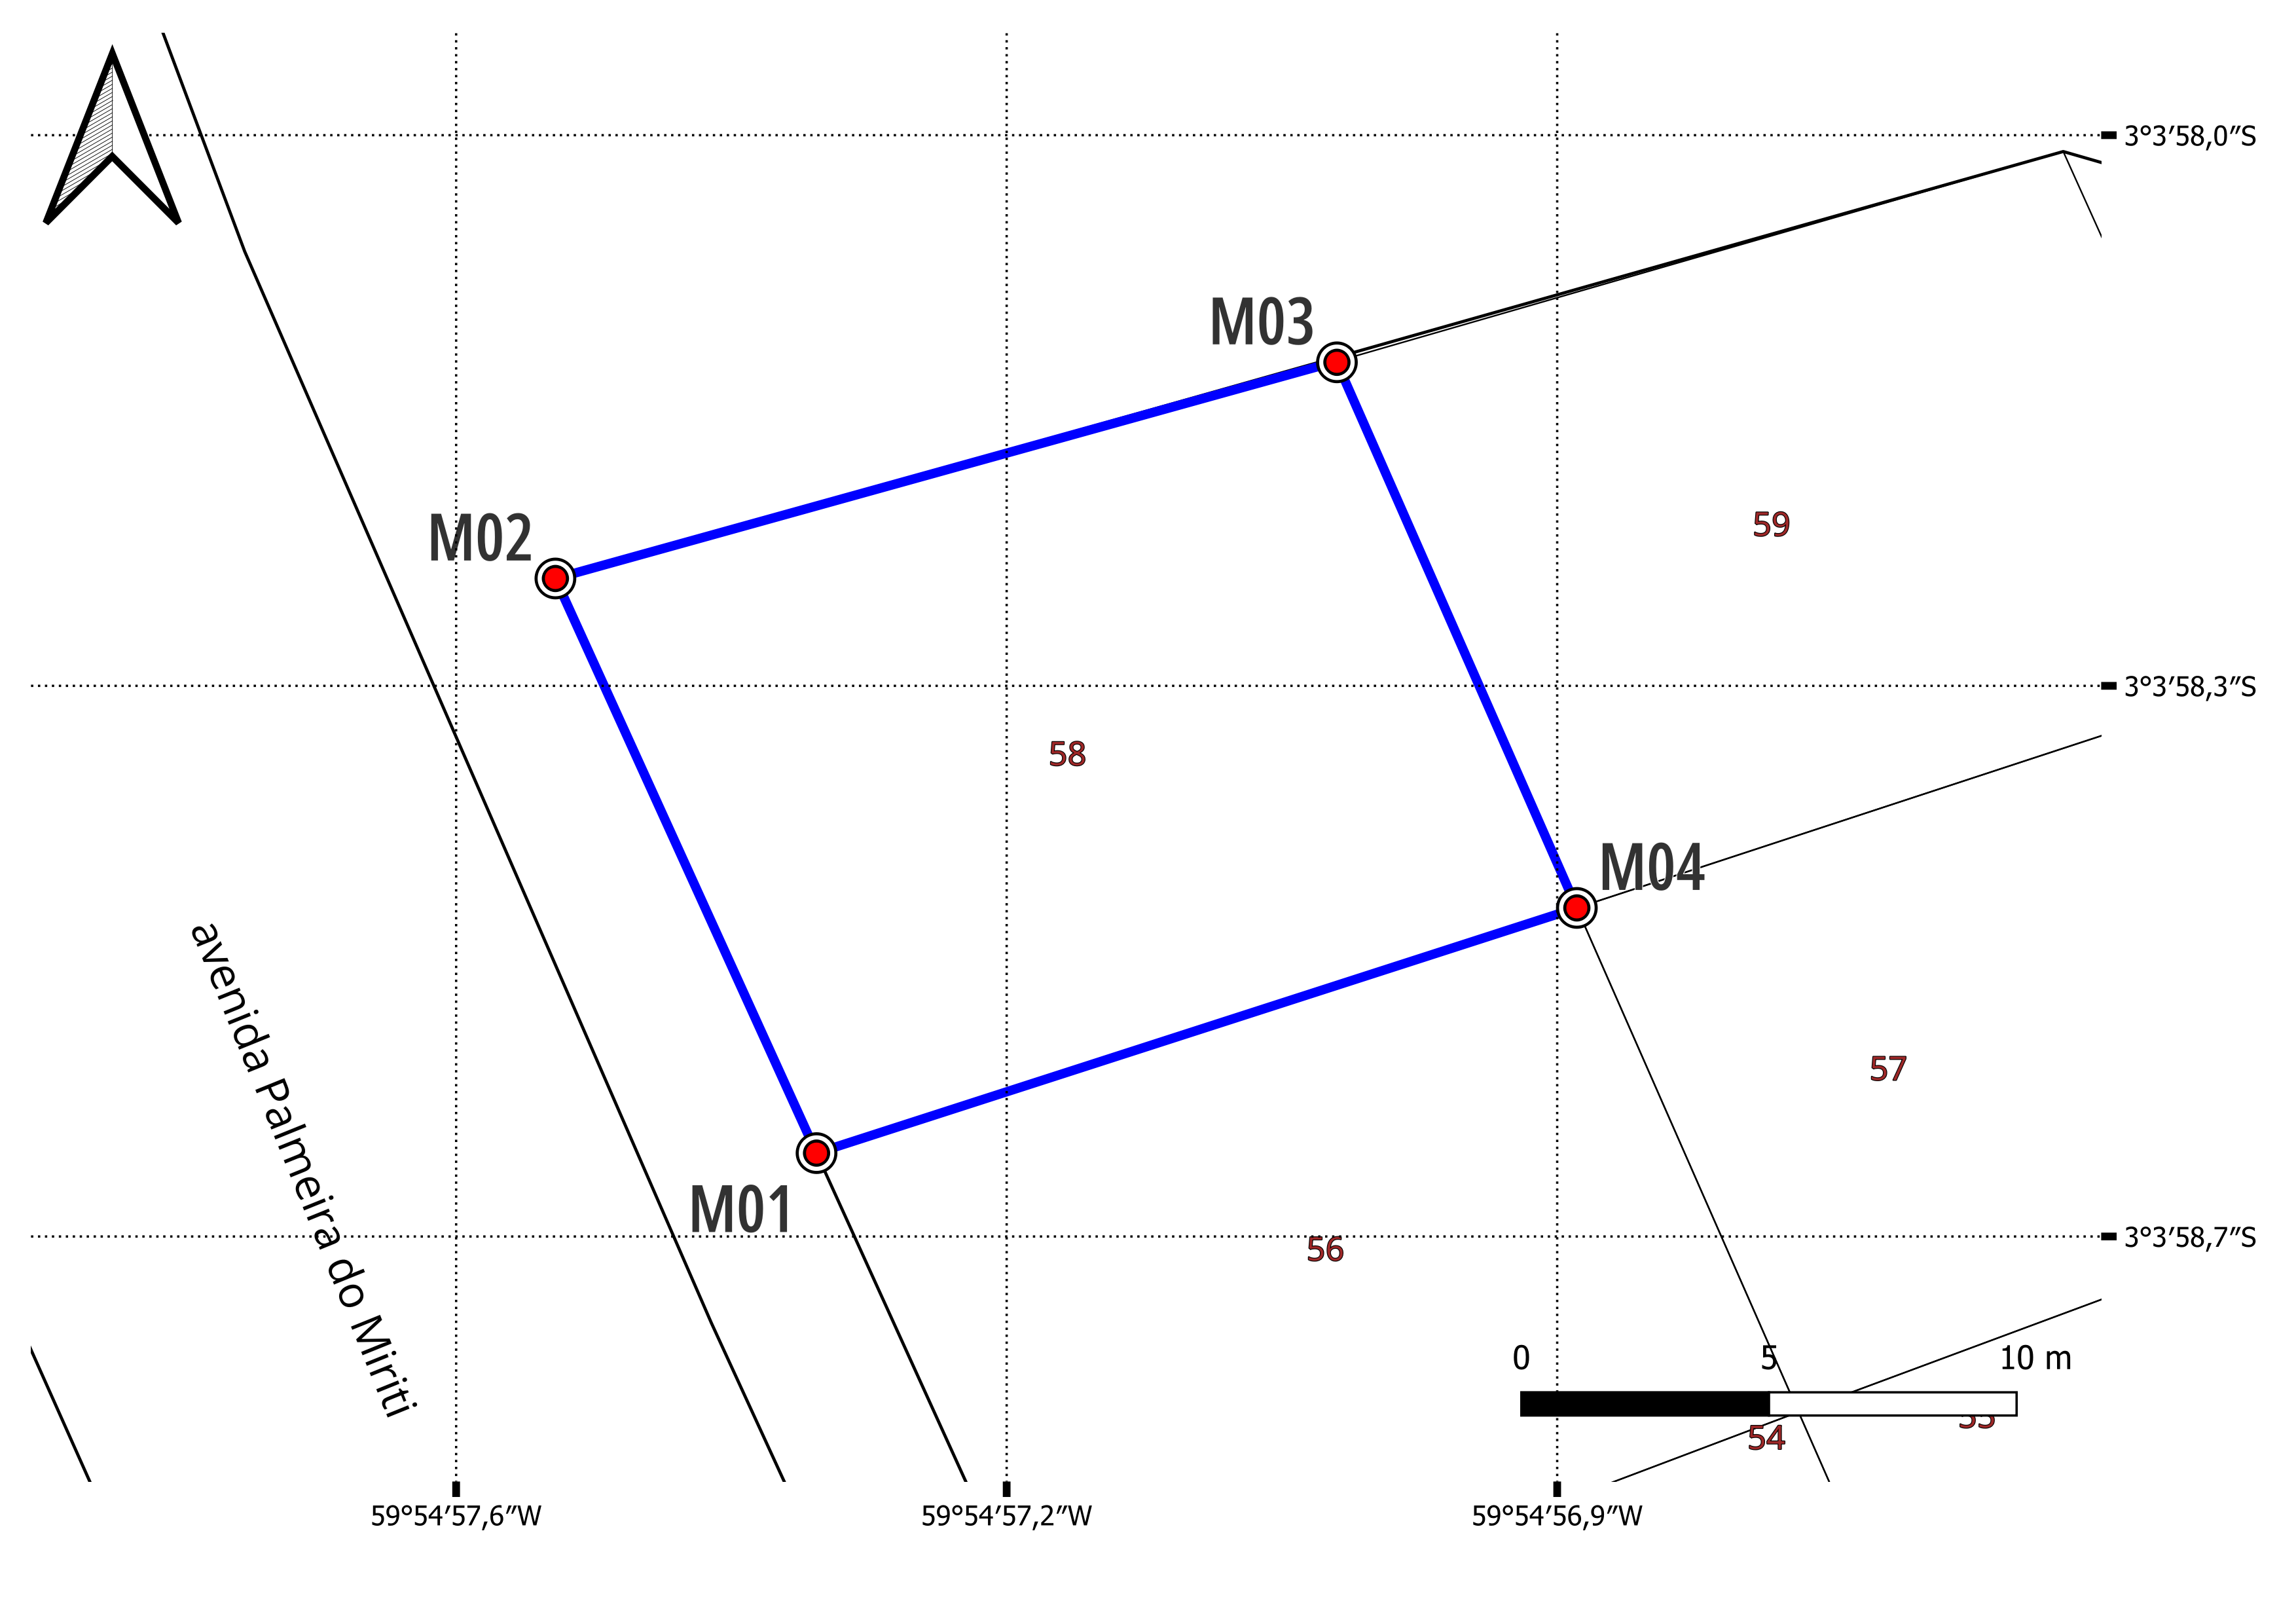 3°3′58,0″S
M03
M02
59
3°3′58,3″S
58
M04
avenida Palmeira do Miriti
57
M01
3°3′58,7″S
56
0 5 10 m
54
59°54′57,6″W 59°54′57,2″W 59°54′56,9″W